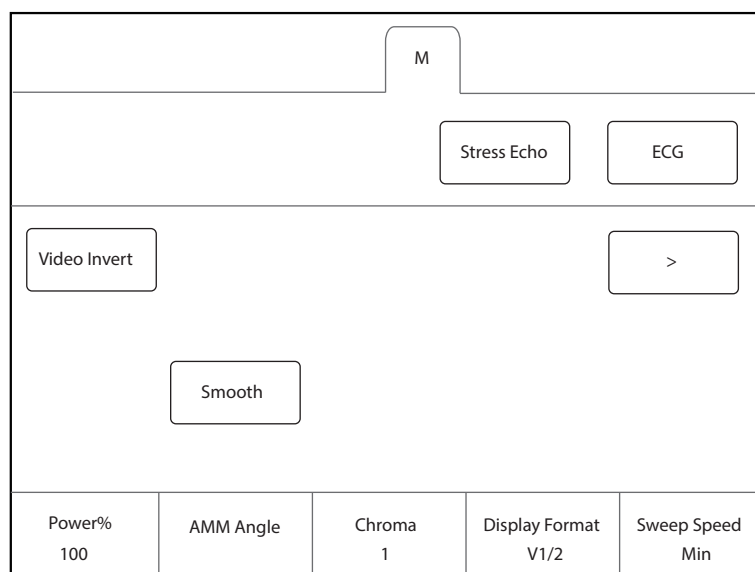 M
Stress Echo
ECG
Video Invert
>
Smooth
Power%
100
AMM Angle
Chroma
1
Display Format
V1/2
Sweep Speed
Min